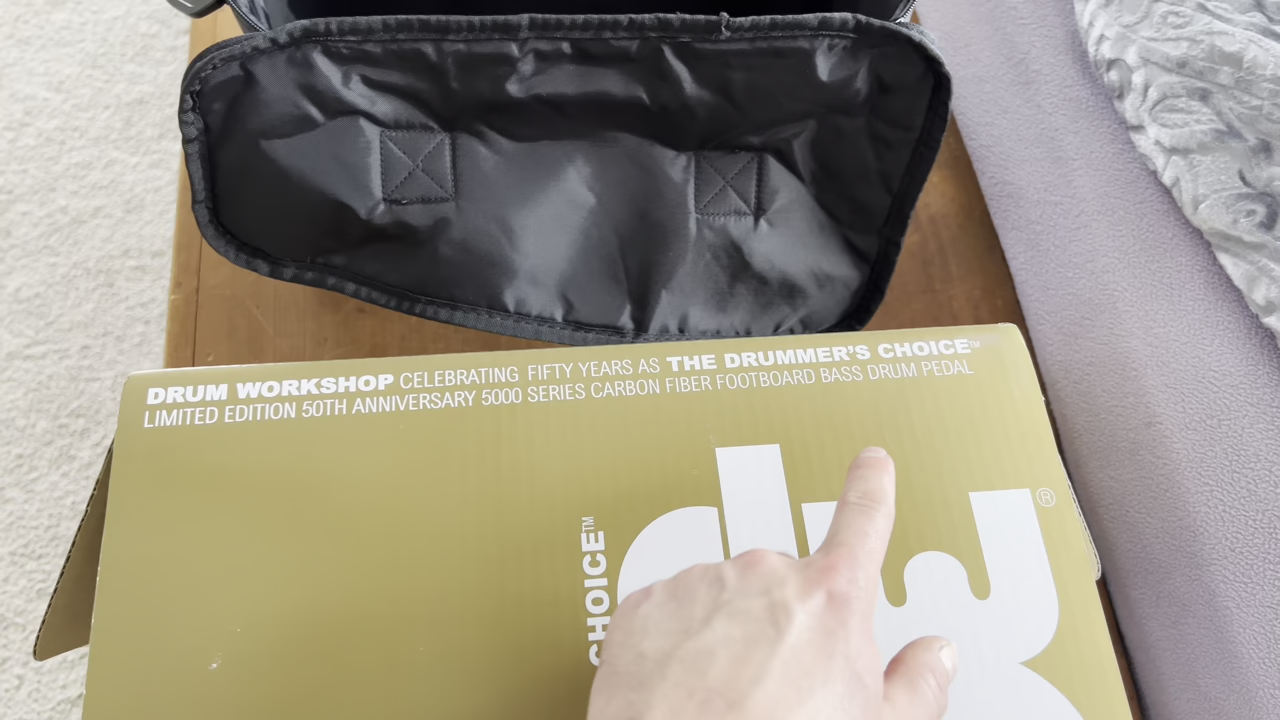 DRUM WORKSHOP CELEBRATING FIFTY YEARS AS THE DRUMMER'S CHOICE™
LIMITED EDITION 50TH ANNIVERSARY 5000 SERIES CARBON FIBER FOOTBOARD BASS DRUM PEDAL
CHOICE™
dw®